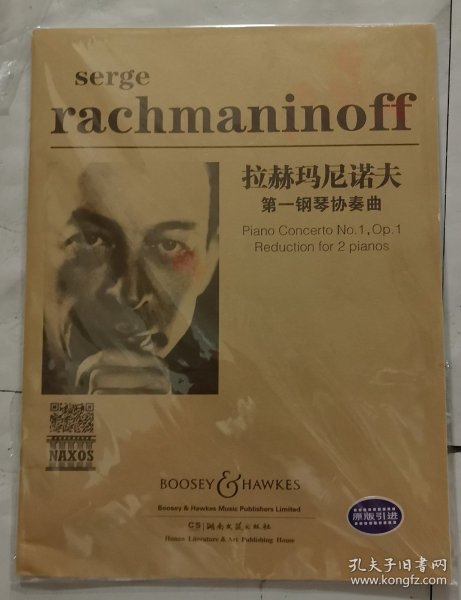 serge
rachmaninoff
拉赫玛尼诺夫
第一钢琴协奏曲
Piano Concerto No.1, Op.1
Reduction for 2 pianos
NAXOS
BOOSEY & HAWKES
Boosey & Hawkes Music Publishers Limited
CS 湖南文艺出版社
Hunan Literature & Art Publishing House
原版引进
孔夫子旧书网
www.kongfz.com